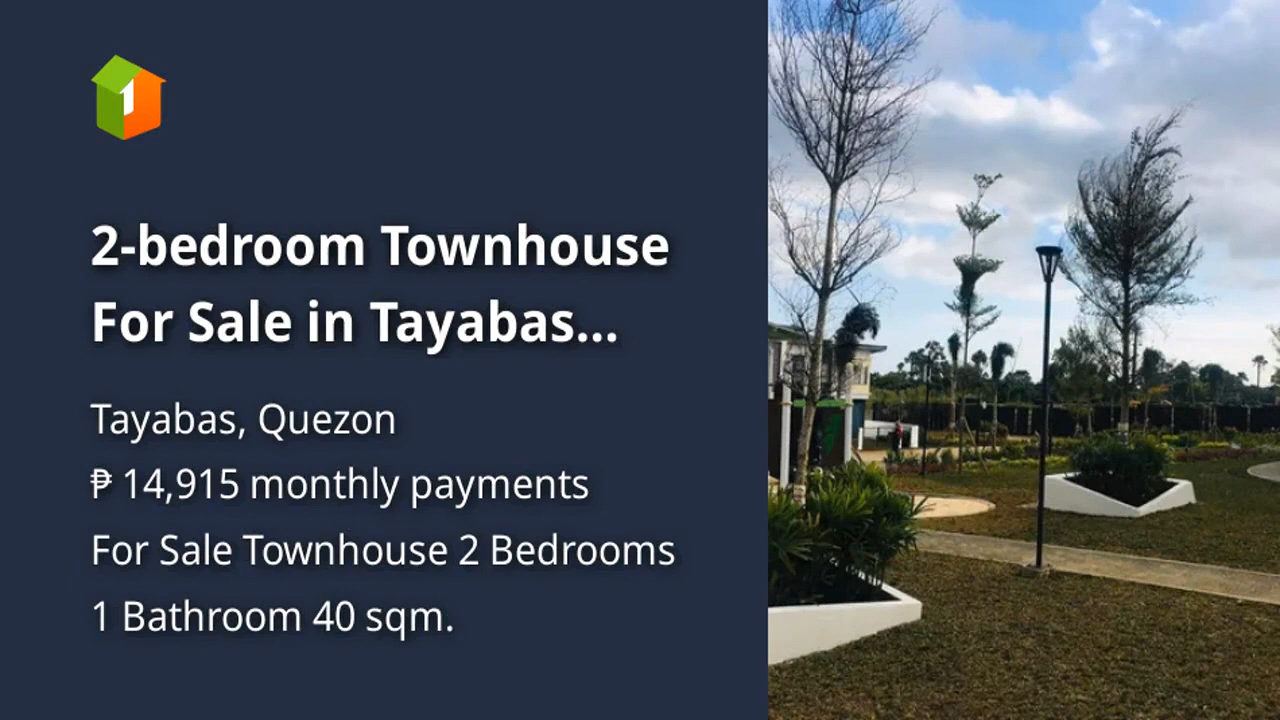 2-bedroom Townhouse
For Sale in Tayabas...
Tayabas, Quezon
₱ 14,915 monthly payments
For Sale Townhouse 2 Bedrooms
1 Bathroom 40 sqm.